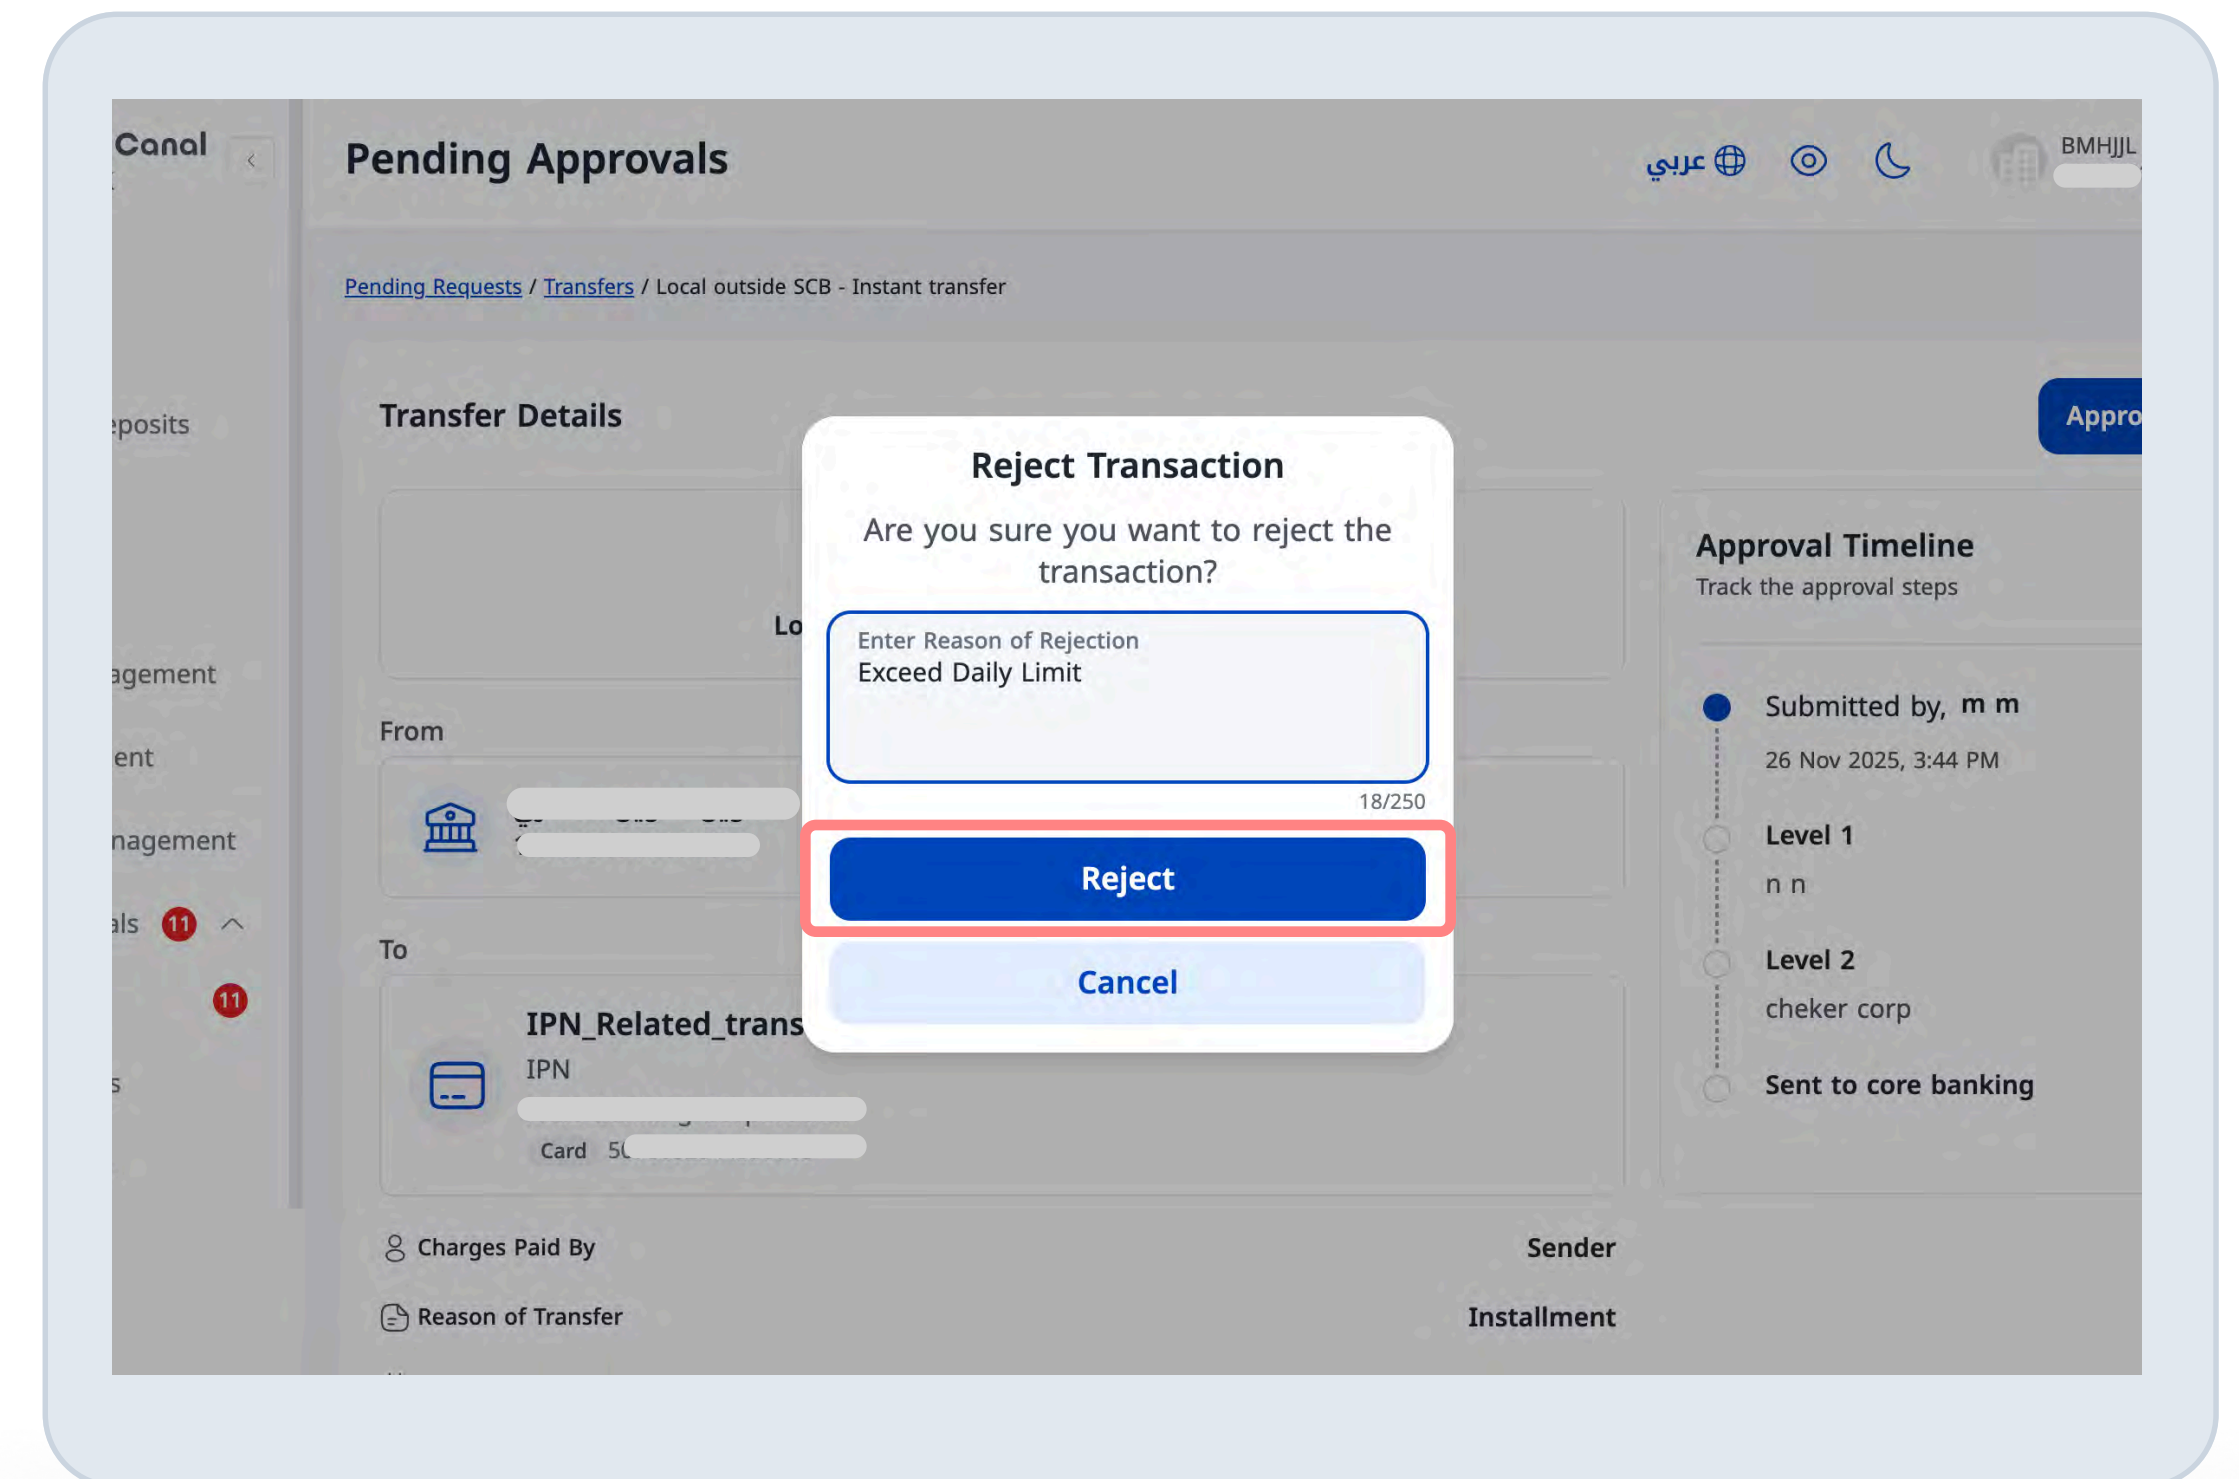 Canal
Pending Approvals
عربي
BMHJJL
Pending Requests / Transfers / Local outside SCB - Instant transfer
eposits
agement
ent
nagement
als 11
11
s
Transfer Details
Appro
Lo
From
To
IPN_Related_trans
IPN
Card 50
Charges Paid By
Sender
Reason of Transfer
Installment
Reject Transaction
Are you sure you want to reject the
transaction?
Enter Reason of Rejection
Exceed Daily Limit
18/250
Reject
Cancel
Approval Timeline
Track the approval steps
Submitted by, m m
26 Nov 2025, 3:44 PM
Level 1
n n
Level 2
cheker corp
Sent to core banking